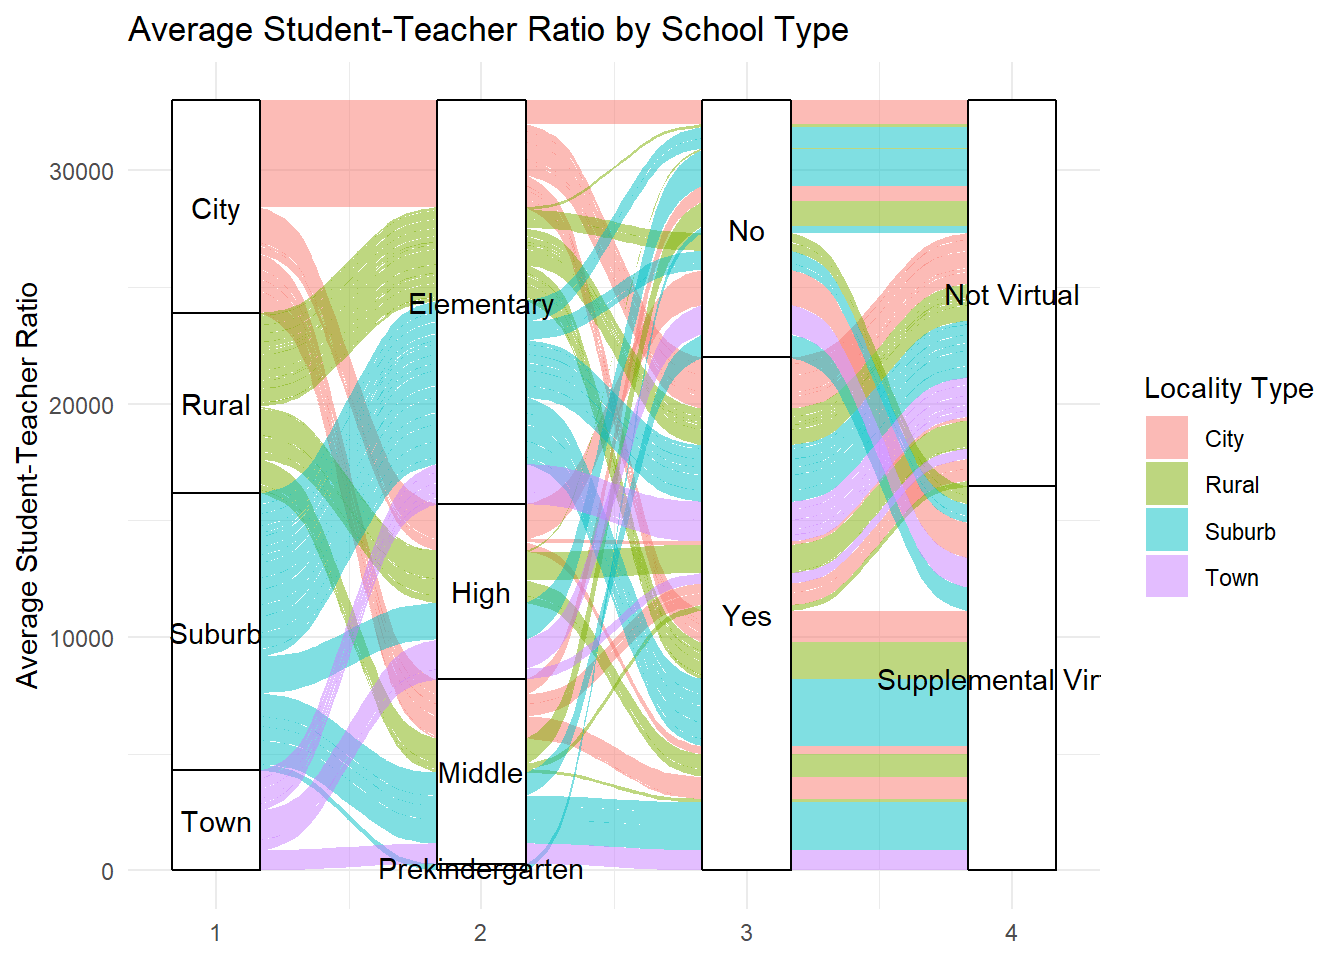 Average Student-Teacher Ratio by School Type
Average Student-Teacher Ratio
30000
20000
10000
0
City
Rural
Suburb
Town
Elementary
High
Middle
Prekindergarten
No
Yes
Not Virtual
Supplemental Vir
1
2
3
4
Locality Type
City
Rural
Suburb
Town